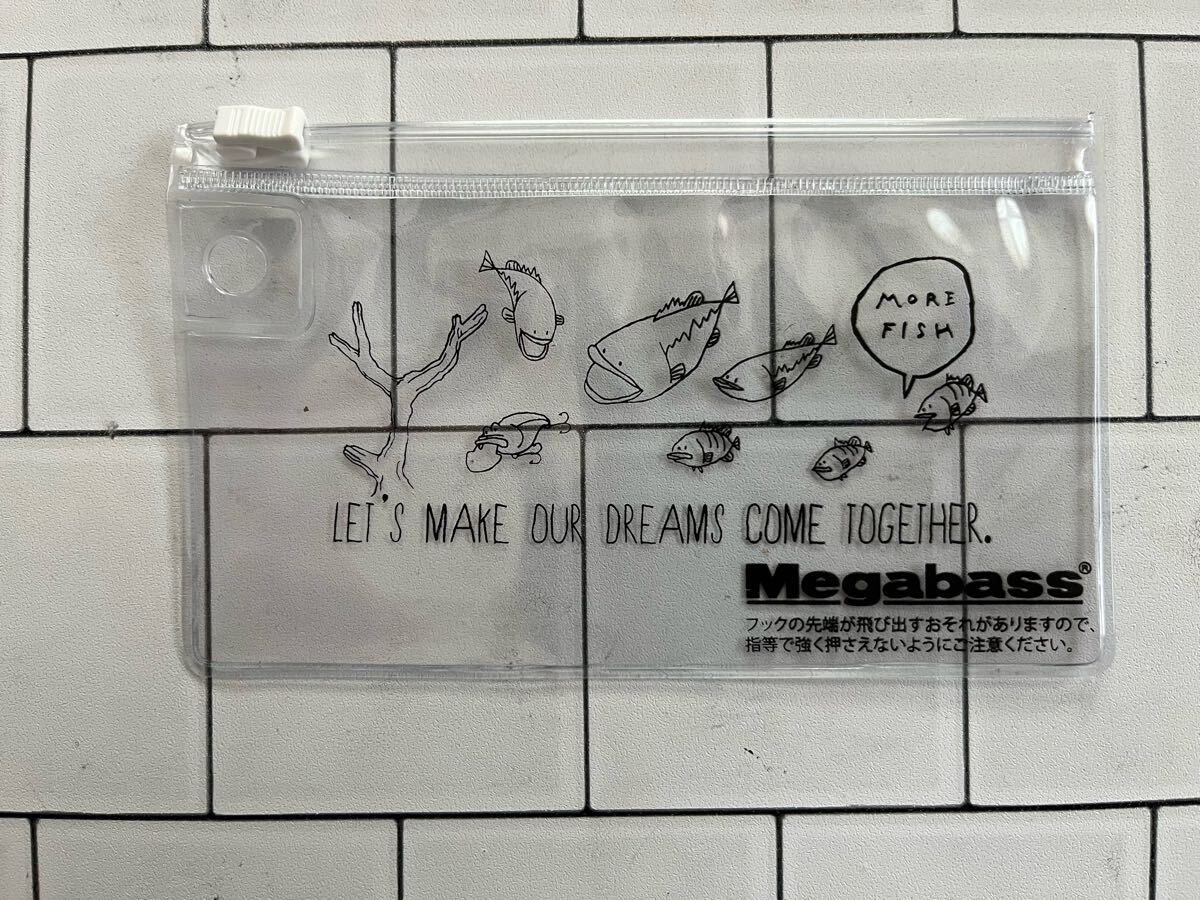 MORE
FISH
LET'S MAKE OUR DREAMS COME TOGETHER.
Megabass®
フックの先端が飛び出すおそれがありますので、
指等で強く押さえないようにご注意ください。